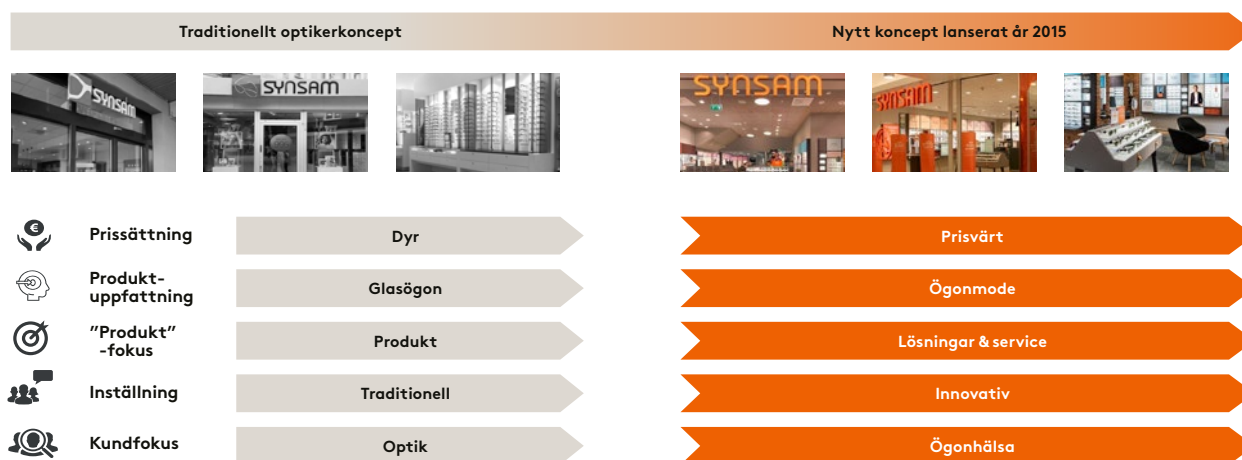 Traditionellt optikerkoncept
Nytt koncept lanserat år 2015
SYNSAM
SYNSAM
SYNSAM
SYNSAM
€
Prissättning
Dyr
Prisvärt
Produkt-
uppfattning
Glasögon
Ögonmode
”Produkt”
-fokus
Produkt
Lösningar & service
Inställning
Traditionell
Innovativ
Kundfokus
Optik
Ögonhälsa